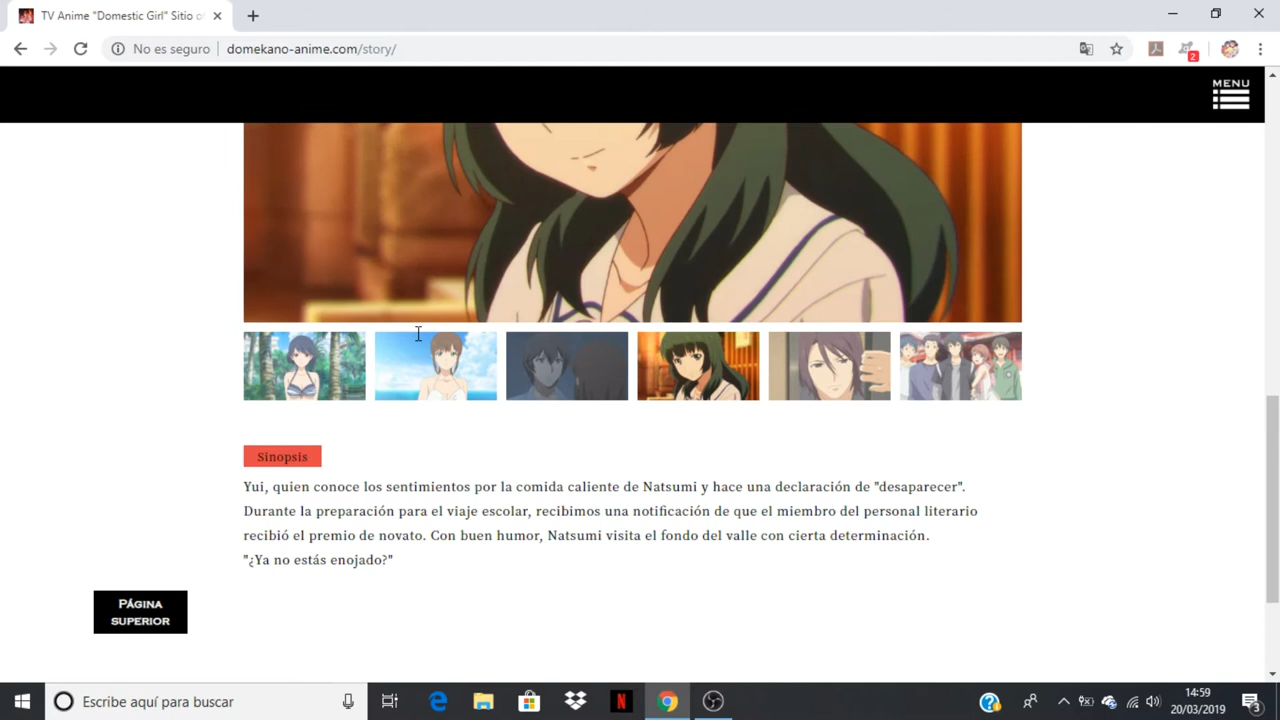 TV Anime "Domestic Girl" Sitio o
No es seguro
domekano-anime.com/story/
2
MENU
Sinopsis
Yui, quien conoce los sentimientos por la comida caliente de Natsumi y hace una declaración de "desaparecer".
Durante la preparación para el viaje escolar, recibimos una notificación de que el miembro del personal literario
recibió el premio de novato. Con buen humor, Natsumi visita el fondo del valle con cierta determinación.
"¿Ya no estás enojado?"
PÁGINA
SUPERIOR
Escribe aquí para buscar
14:59
20/03/2019
3